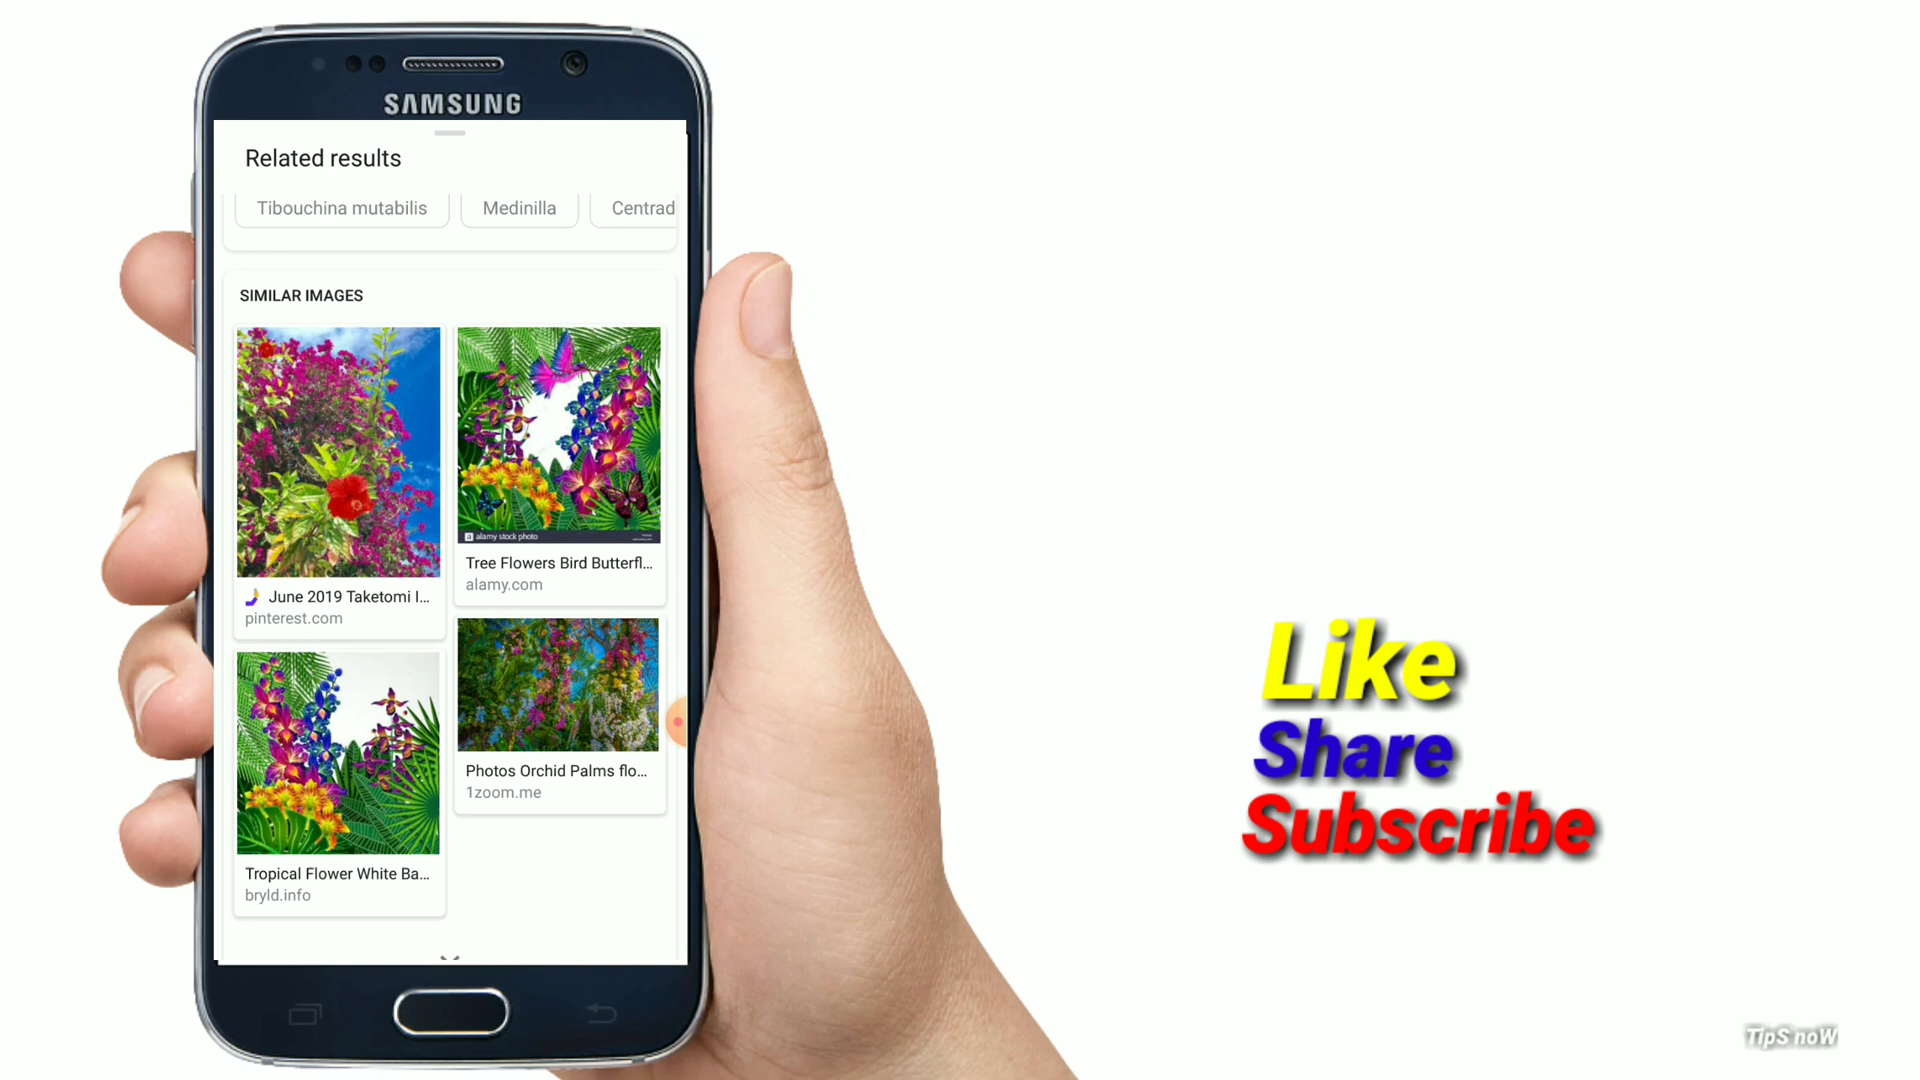 SAMSUNG
Related results
Tibouchina mutabilis
Medinilla
Centrad
SIMILAR IMAGES
alamy stock photo
June 2019 Taketomi I...
pinterest.com
Tree Flowers Bird Butterfl...
alamy.com
Photos Orchid Palms flo...
1zoom.me
Tropical Flower White Ba...
bryld.info
Like
Share
Subscribe
TipS noW